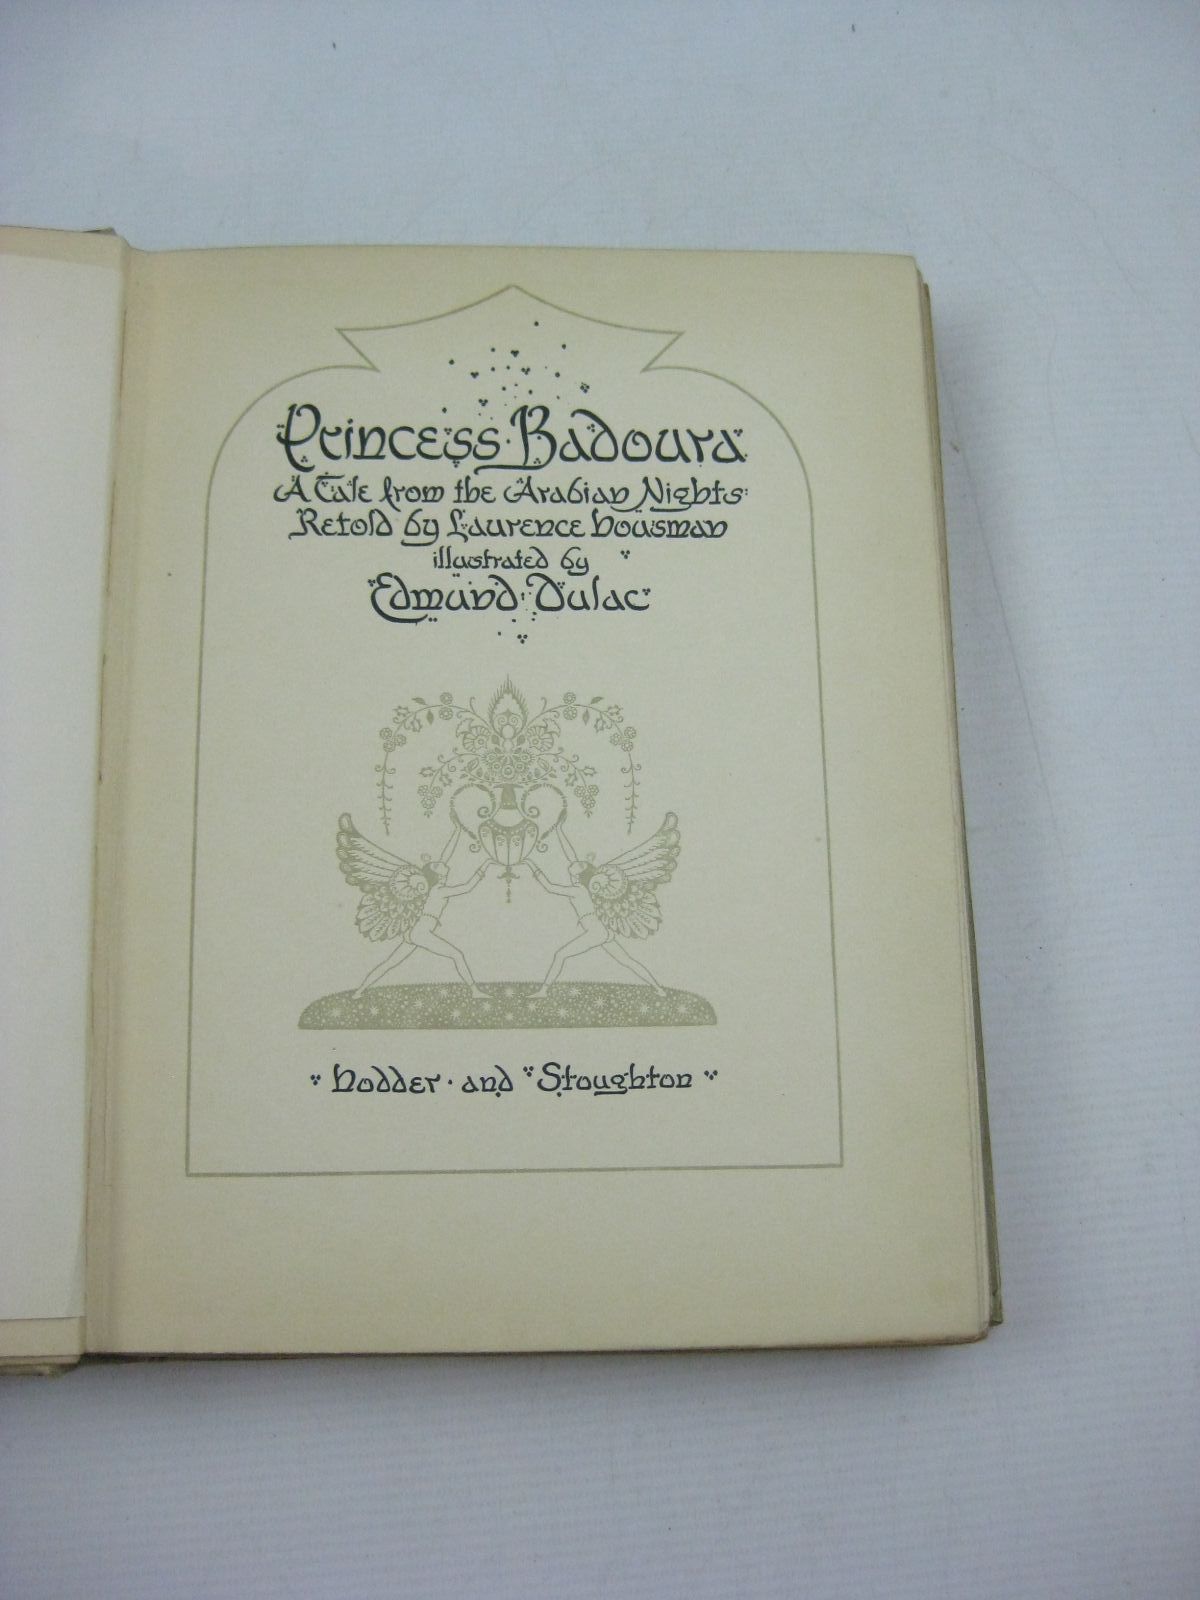 Princess Badoura
A Tale from the Arabian Nights
Retold by Laurence Housman
illustrated by
Edmund Dulac
Hodder and Stoughton